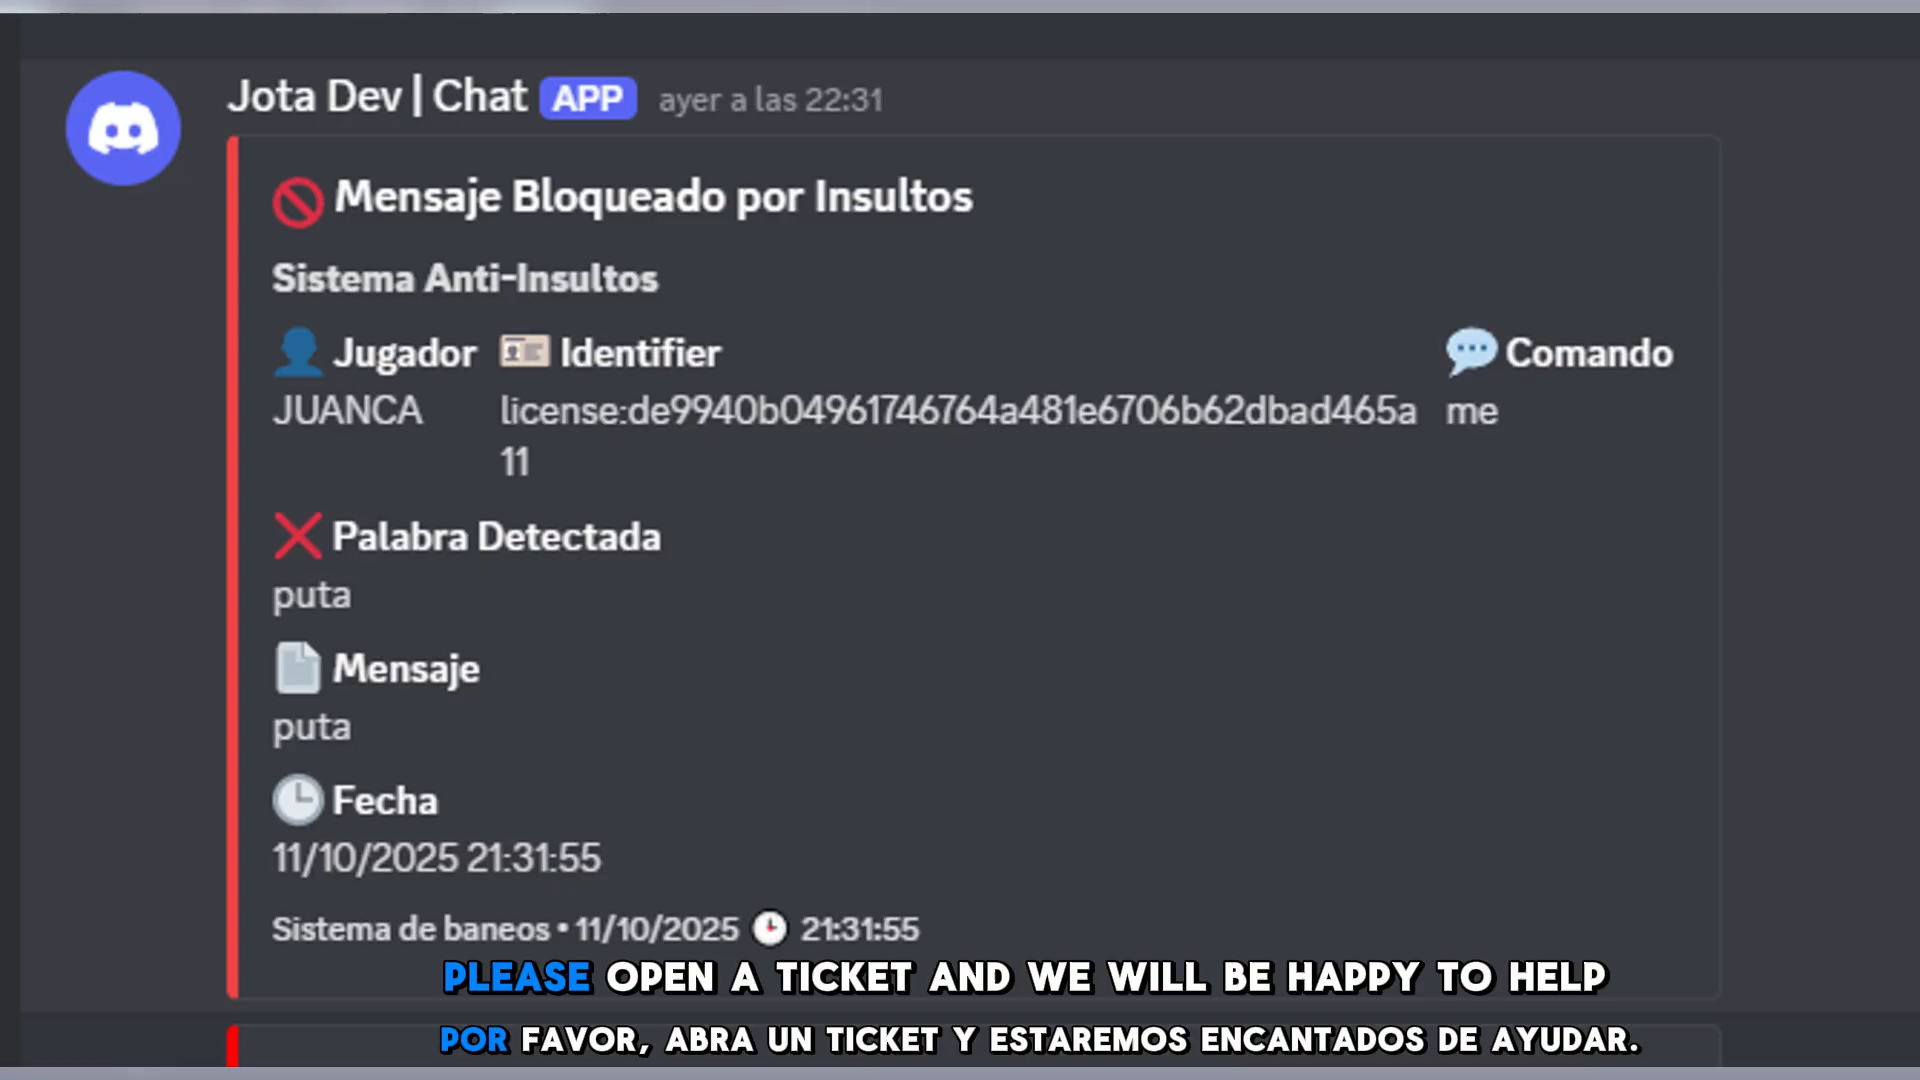 Jota Dev | Chat APP ayer a las 22:31
Mensaje Bloqueado por Insultos
Sistema Anti-Insultos
Jugador Identifier Comando
JUANCA license:de9940b04961746764a481e6706b62dbad465a me
11
Palabra Detectada
puta
Mensaje
puta
Fecha
11/10/2025 21:31:55
Sistema de baneos • 11/10/2025 21:31:55
PLEASE OPEN A TICKET AND WE WILL BE HAPPY TO HELP
POR FAVOR, ABRA UN TICKET Y ESTAREMOS ENCANTADOS DE AYUDAR.